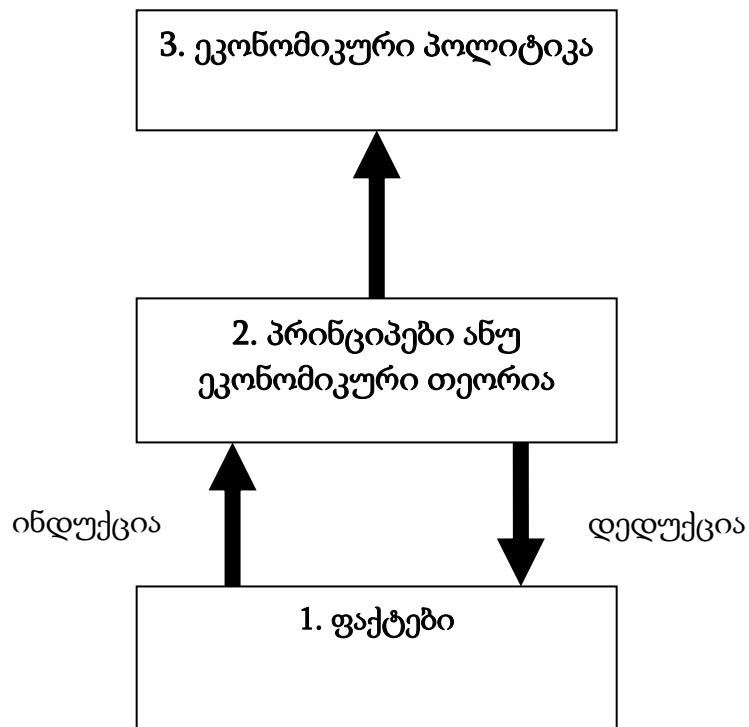 3. ეკონომიკური პოლიტიკა
2. პრინციპები ანუ
ეკონომიკური თეორია
ინდუქცია
დედუქცია
1. ფაქტები